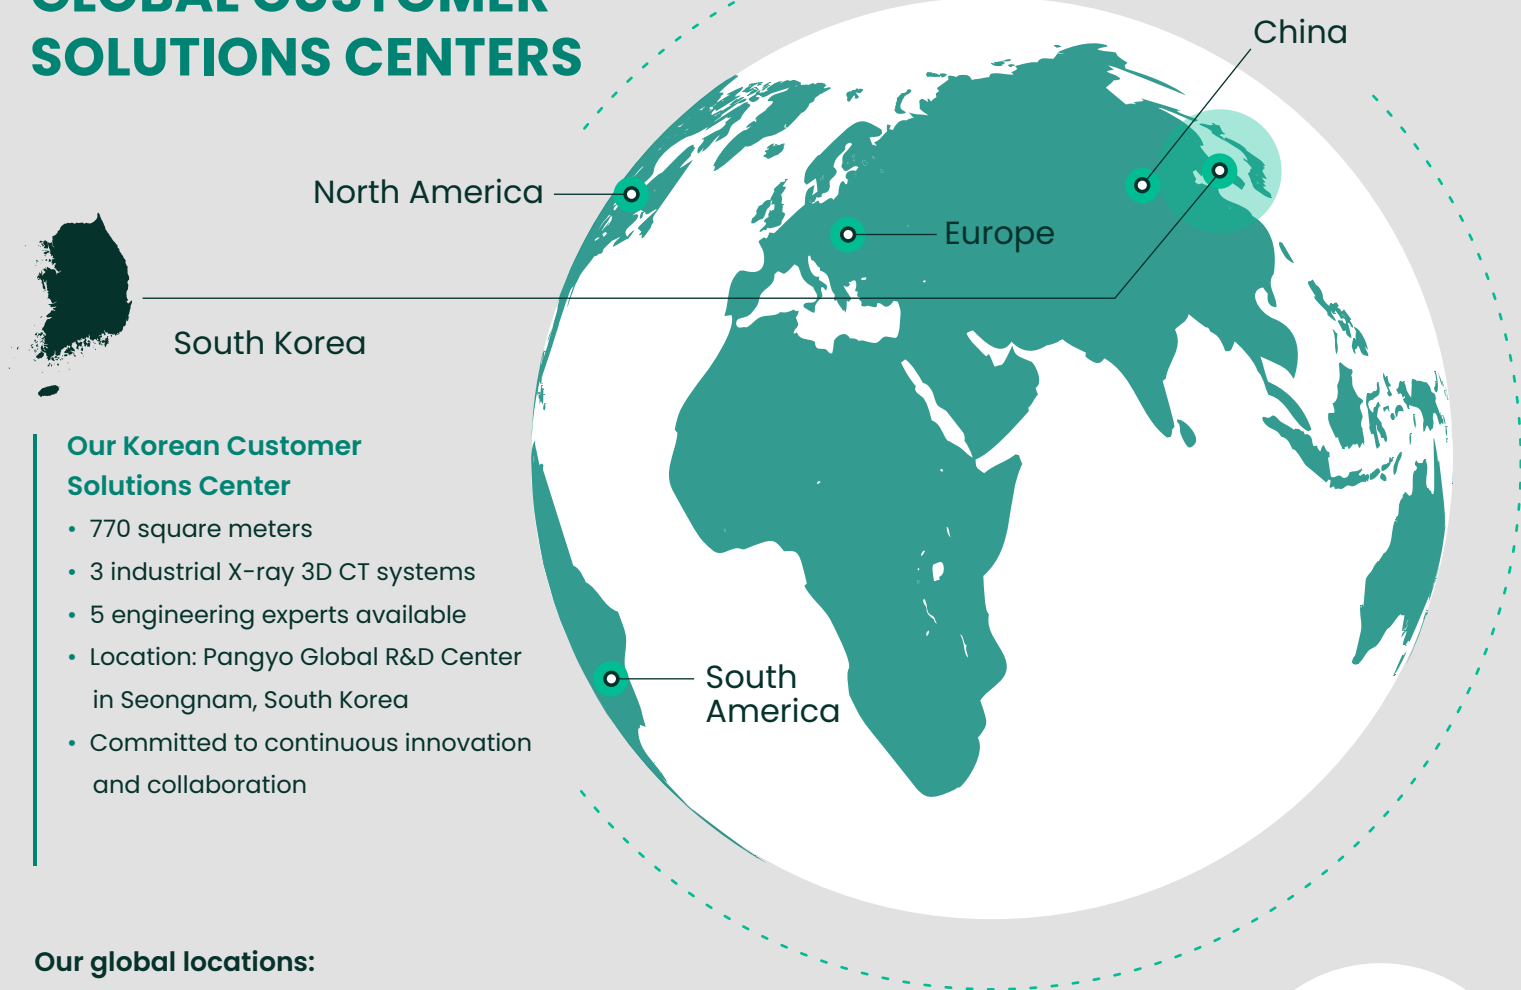 GLOBAL CUSTOMER
SOLUTIONS CENTERS
China
North America
Europe
South Korea
Our Korean Customer
Solutions Center
• 770 square meters
• 3 industrial X-ray 3D CT systems
• 5 engineering experts available
• Location: Pangyo Global R&D Center
in Seongnam, South Korea
• Committed to continuous innovation
and collaboration
South
America
Our global locations: